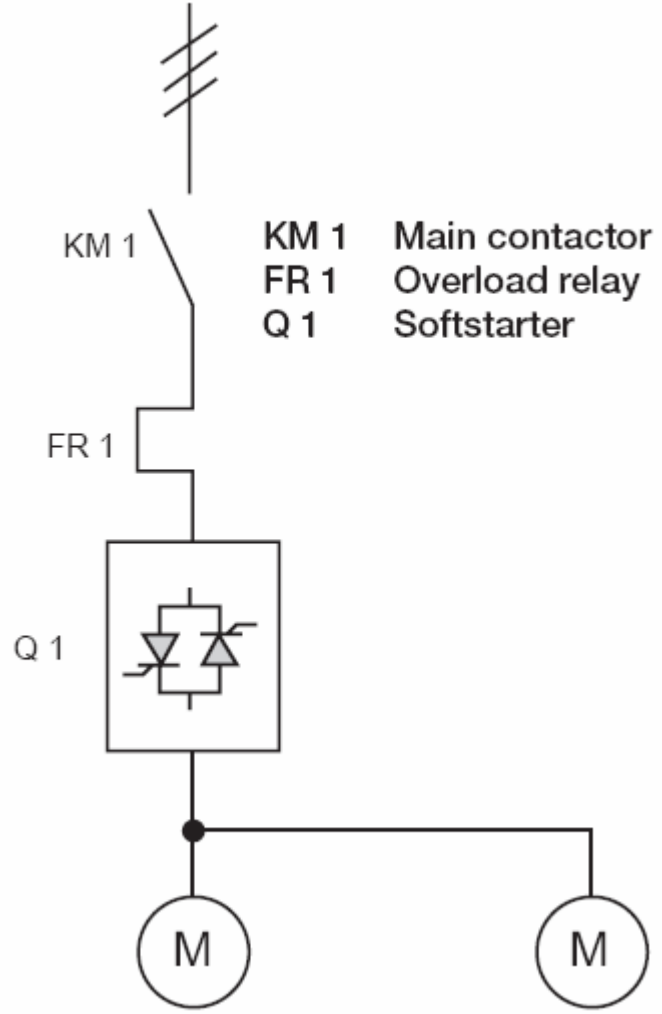 KM 1
KM 1 Main contactor
FR 1 Overload relay
Q 1 Softstarter
FR 1
Q 1
M
M